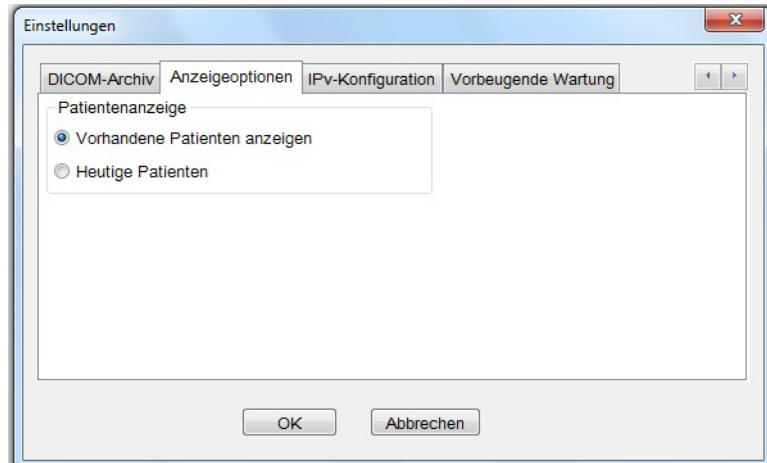 Einstellungen
DICOM-Archiv Anzeigeoptionen IPv-Konfiguration Vorbeugende Wartung
Patientenanzeige
Vorhandene Patienten anzeigen
Heutige Patienten
OK Abbrechen